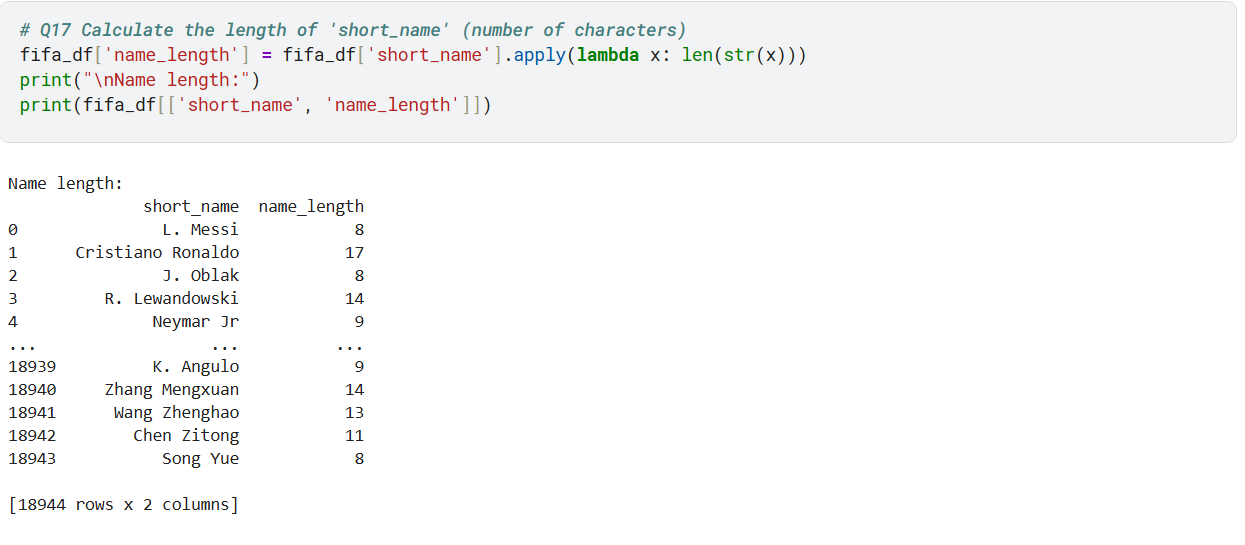 # Q17 Calculate the length of 'short_name' (number of characters)
fifa_df['name_length'] = fifa_df['short_name'].apply(lambda x: len(str(x)))
print("\nName length:")
print(fifa_df[['short_name', 'name_length']])
Name length:
short_name name_length
0 L. Messi 8
1 Cristiano Ronaldo 17
2 J. Oblak 8
3 R. Lewandowski 14
4 Neymar Jr 9
... ... ...
18939 K. Angulo 9
18940 Zhang Mengxuan 14
18941 Wang Zhenghao 13
18942 Chen Zitong 11
18943 Song Yue 8
[18944 rows x 2 columns]